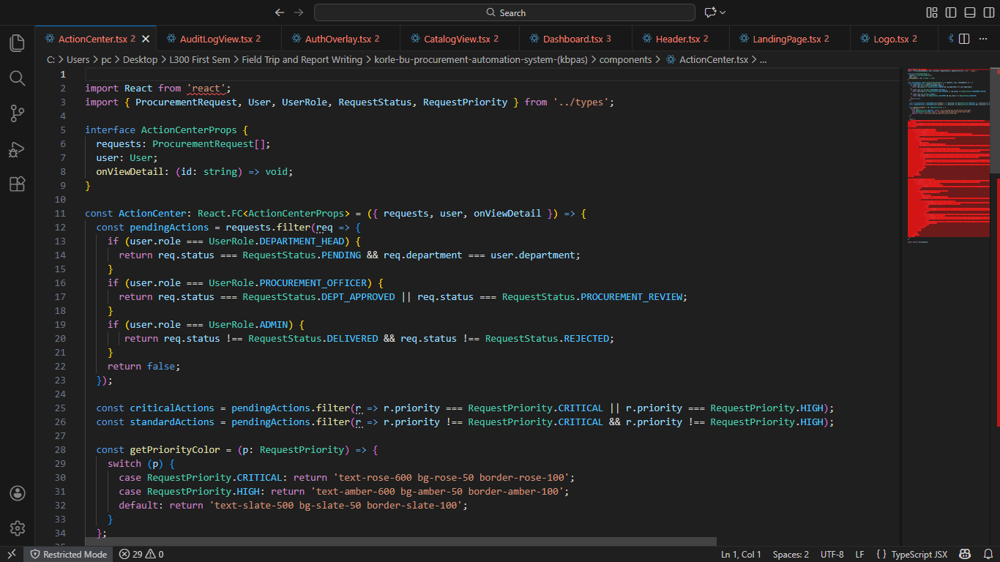 Search
ActionCenter.tsx 2 AuditLogView.tsx 2 AuthOverlay.tsx 2 CatalogView.tsx 2 Dashboard.tsx 3 Header.tsx 2 LandingPage.tsx 2 Logo.tsx 2
C: > Users > pc > Desktop > L300 First Sem > Field Trip and Report Writing > korle-bu-procurement-automation-system-(kbpas) > components > ActionCenter.tsx > ...
1
2 import React from 'react';
3 import { ProcurementRequest, User, UserRole, RequestStatus, RequestPriority } from '../types';
4
5 interface ActionCenterProps {
6   requests: ProcurementRequest[];
7   user: User;
8   onViewDetail: (id: string) => void;
9 }
10
11 const ActionCenter: React.FC<ActionCenterProps> = ({ requests, user, onViewDetail }) => {
12   const pendingActions = requests.filter(req => {
13     if (user.role === UserRole.DEPARTMENT_HEAD) {
14       return req.status === RequestStatus.PENDING && req.department === user.department;
15     }
16     if (user.role === UserRole.PROCUREMENT_OFFICER) {
17       return req.status === RequestStatus.DEPT_APPROVED || req.status === RequestStatus.PROCUREMENT_REVIEW;
18     }
19     if (user.role === UserRole.ADMIN) {
20        return req.status !== RequestStatus.DELIVERED && req.status !== RequestStatus.REJECTED;
21     }
22     return false;
23   });
24
25   const criticalActions = pendingActions.filter(r => r.priority === RequestPriority.CRITICAL || r.priority === RequestPriority.HIGH);
26   const standardActions = pendingActions.filter(r => r.priority !== RequestPriority.CRITICAL && r.priority !== RequestPriority.HIGH);
27
28   const getPriorityColor = (p: RequestPriority) => {
29     switch (p) {
30       case RequestPriority.CRITICAL: return 'text-rose-600 bg-rose-50 border-rose-100';
31       case RequestPriority.HIGH: return 'text-amber-600 bg-amber-50 border-amber-100';
32       default: return 'text-slate-500 bg-slate-50 border-slate-100';
33     }
34   };
Restricted Mode 29 0 Ln 1, Col 1 Spaces: 2 UTF-8 LF { } TypeScript JSX